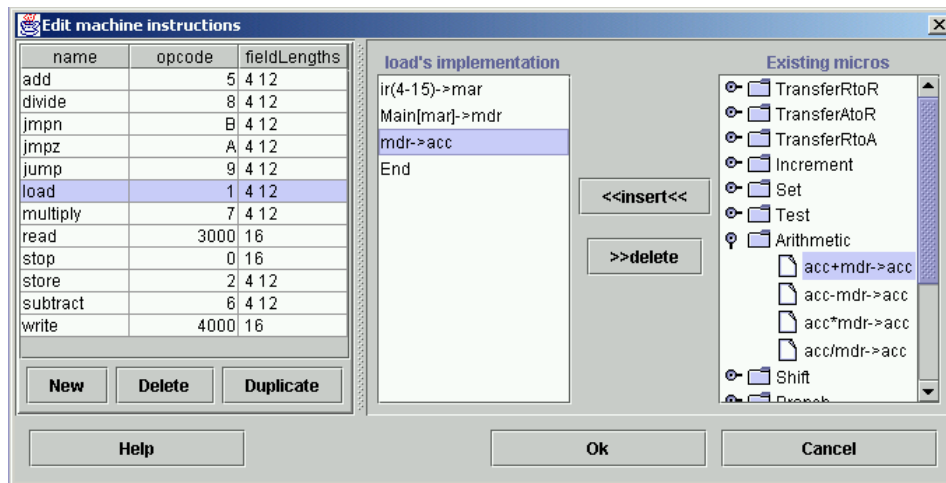 Edit machine instructions
name opcode fieldLengths
add 5 4 12
divide 8 4 12
jmpn B 4 12
jmpz A 4 12
jump 9 4 12
load 1 4 12
multiply 7 4 12
read 3000 16
stop 0 16
store 2 4 12
subtract 6 4 12
write 4000 16
New Delete Duplicate
load's implementation
ir(4-15)->mar
Main[mar]->mdr
mdr->acc
End
<<insert<<
>>delete
Existing micros
TransferRtoR
TransferAtoR
TransferRtoA
Increment
Set
Test
Arithmetic
acc+mdr->acc
acc-mdr->acc
acc*mdr->acc
acc/mdr->acc
Shift
Help Ok Cancel